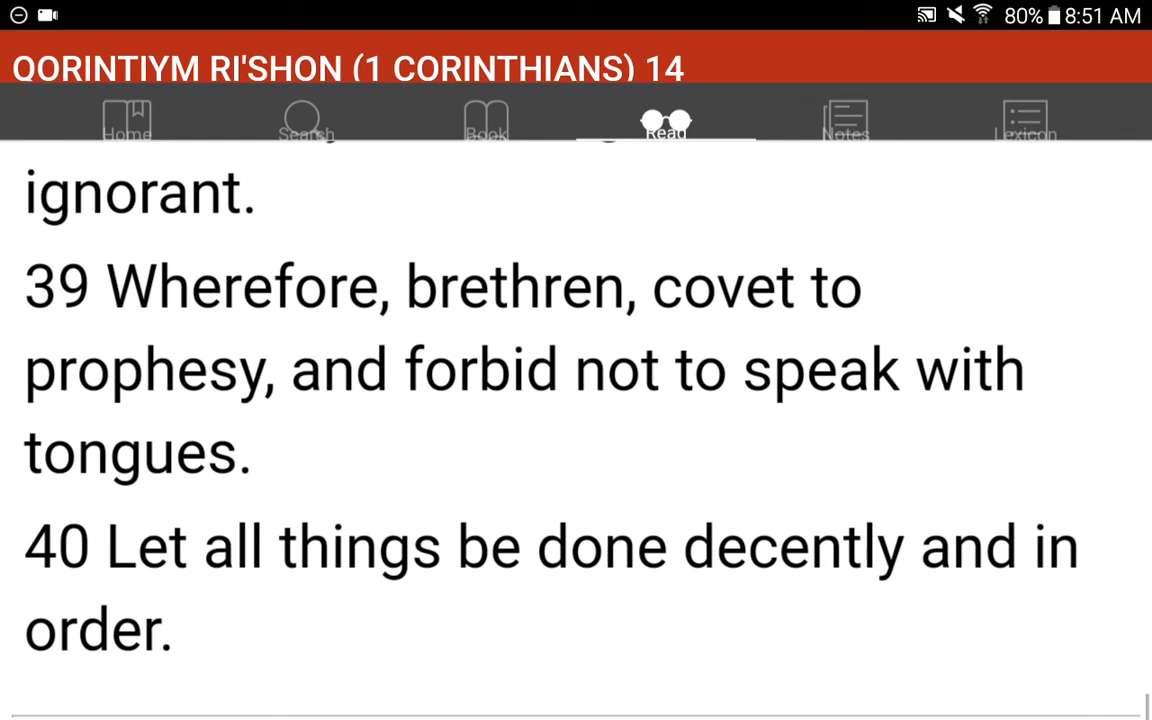 80% 8:51 AM
QORINTIYM RI'SHON (1 CORINTHIANS) 14
Home Search Book Read Notes Lexicon
ignorant.
39 Wherefore, brethren, covet to
prophesy, and forbid not to speak with
tongues.
40 Let all things be done decently and in
order.